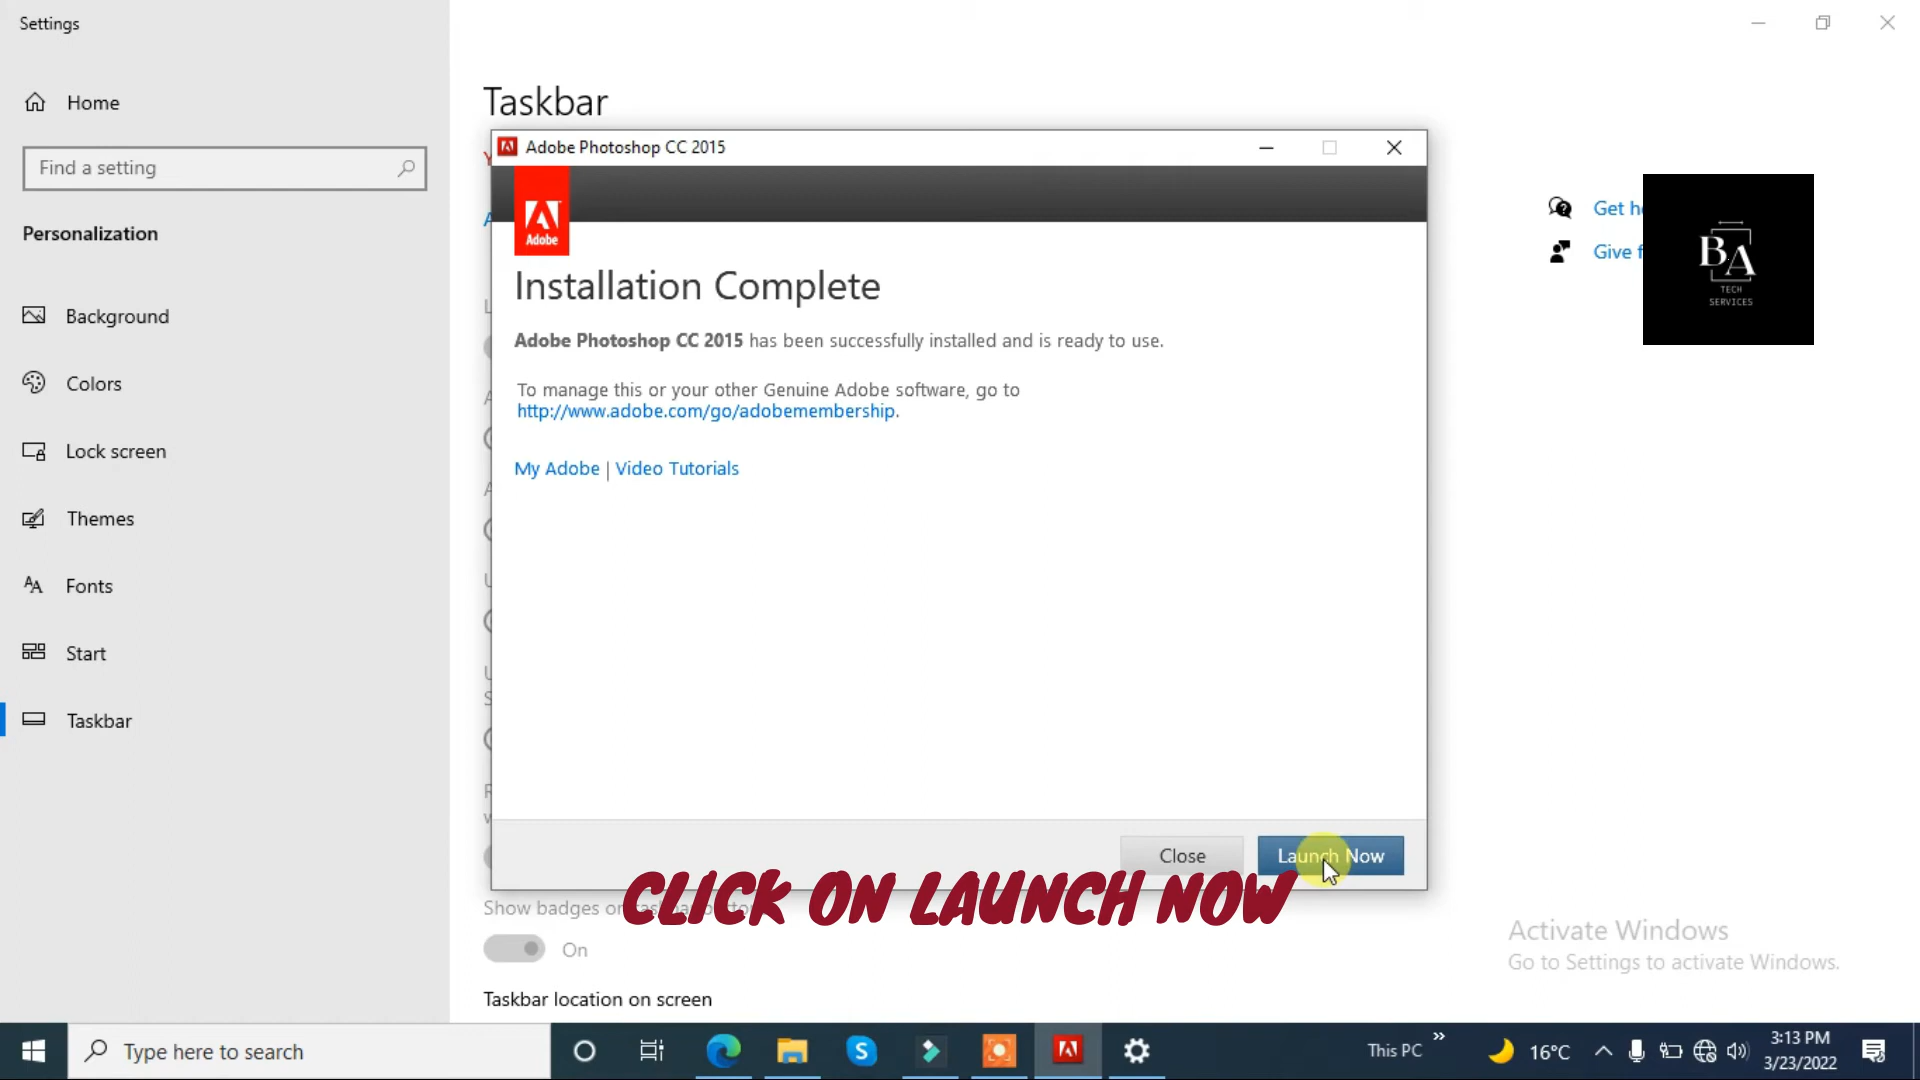 Settings
Home
Find a setting
Personalization
Background
Colors
Lock screen
Themes
Fonts
Start
Taskbar
Taskbar
Adobe Photoshop CC 2015
Adobe
Installation Complete
Adobe Photoshop CC 2015 has been successfully installed and is ready to use.
To manage this or your other Genuine Adobe software, go to
http://www.adobe.com/go/adobemembership.
My Adobe | Video Tutorials
Close
Launch Now
CLICK ON LAUNCH NOW
Show badges on
On
Taskbar location on screen
Get
Give
BA
TECH
SERVICES
Activate Windows
Go to Settings to activate Windows.
Type here to search
This PC
16°C
3:13 PM
3/23/2022